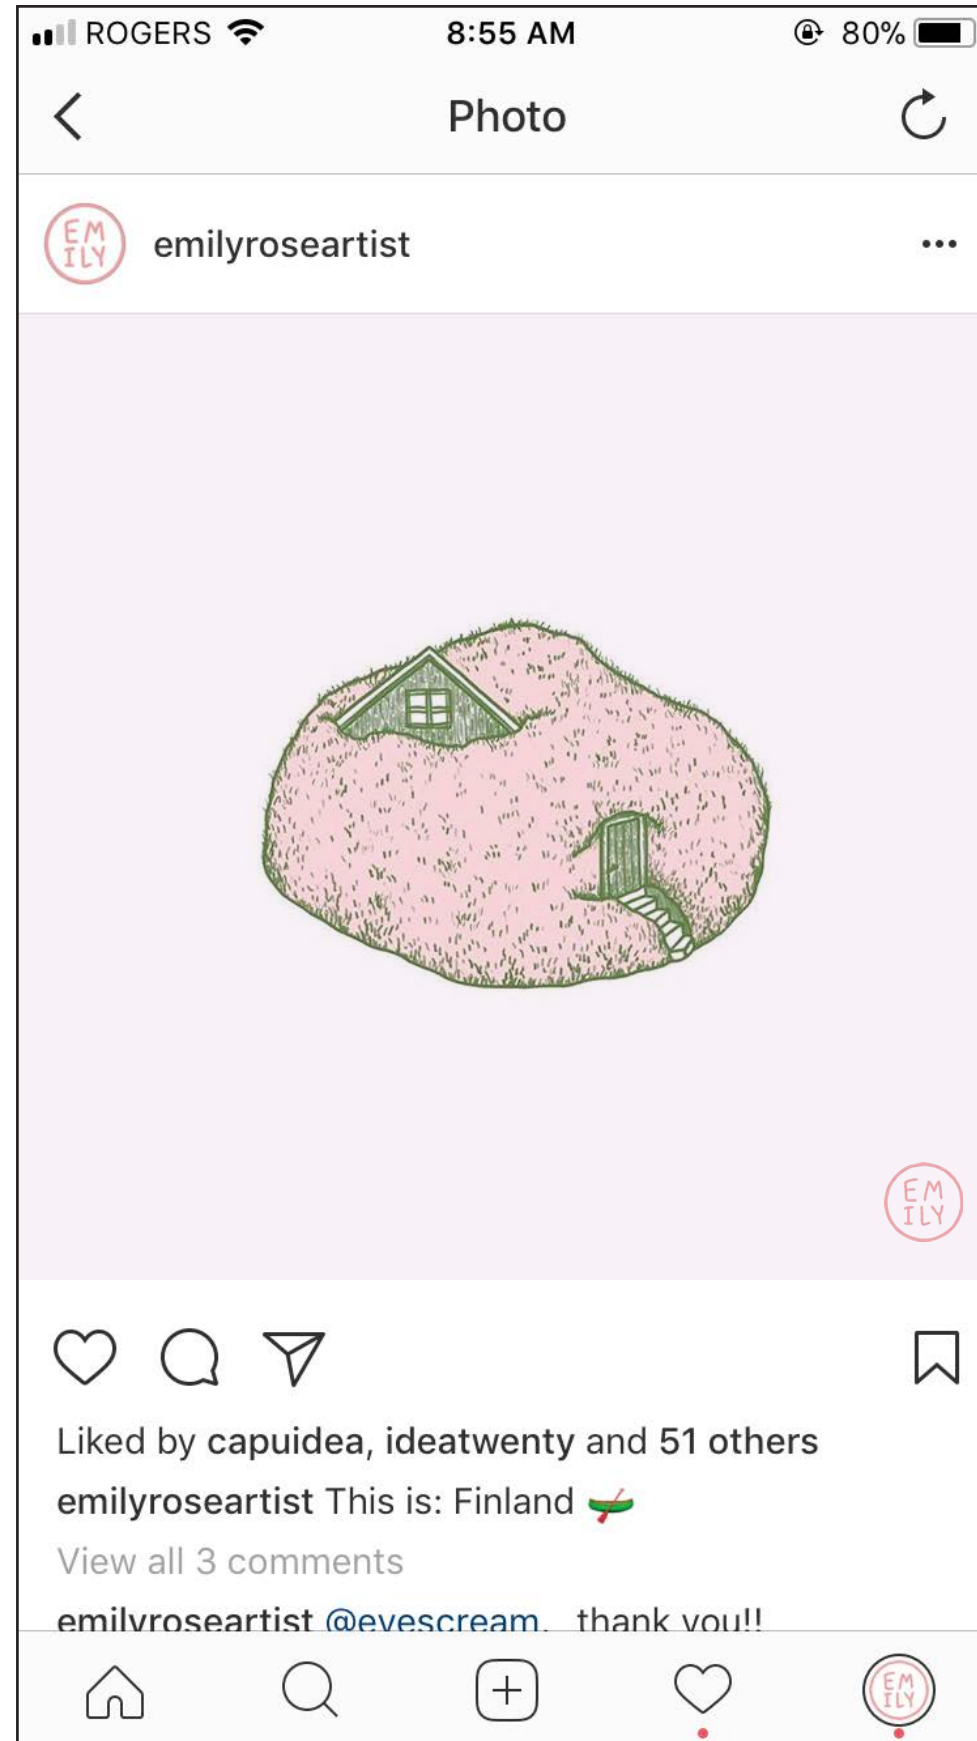 ROGERS 8:55 AM 80%
Photo
EM
ILY
emilyroseartist
EM
ILY
Liked by capuidea, ideatwenty and 51 others
emilyroseartist This is: Finland
View all 3 comments
emilyroseartist @eyescream. thank you!!
EM
ILY